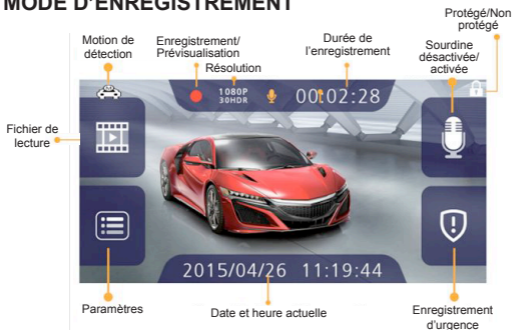 MODE D'ENREGISTREMENT
Protégé/Non
protégé
Motion de
détection
Enregistrement/
Prévisualisation
Résolution
Durée de
l'enregistrement
Sourdine
désactivée/
activée
1080P
30HDR
00:02:28
Fichier de
lecture
2015/04/26 11:19:44
Paramètres
Date et heure actuelle
Enregistrement
d'urgence